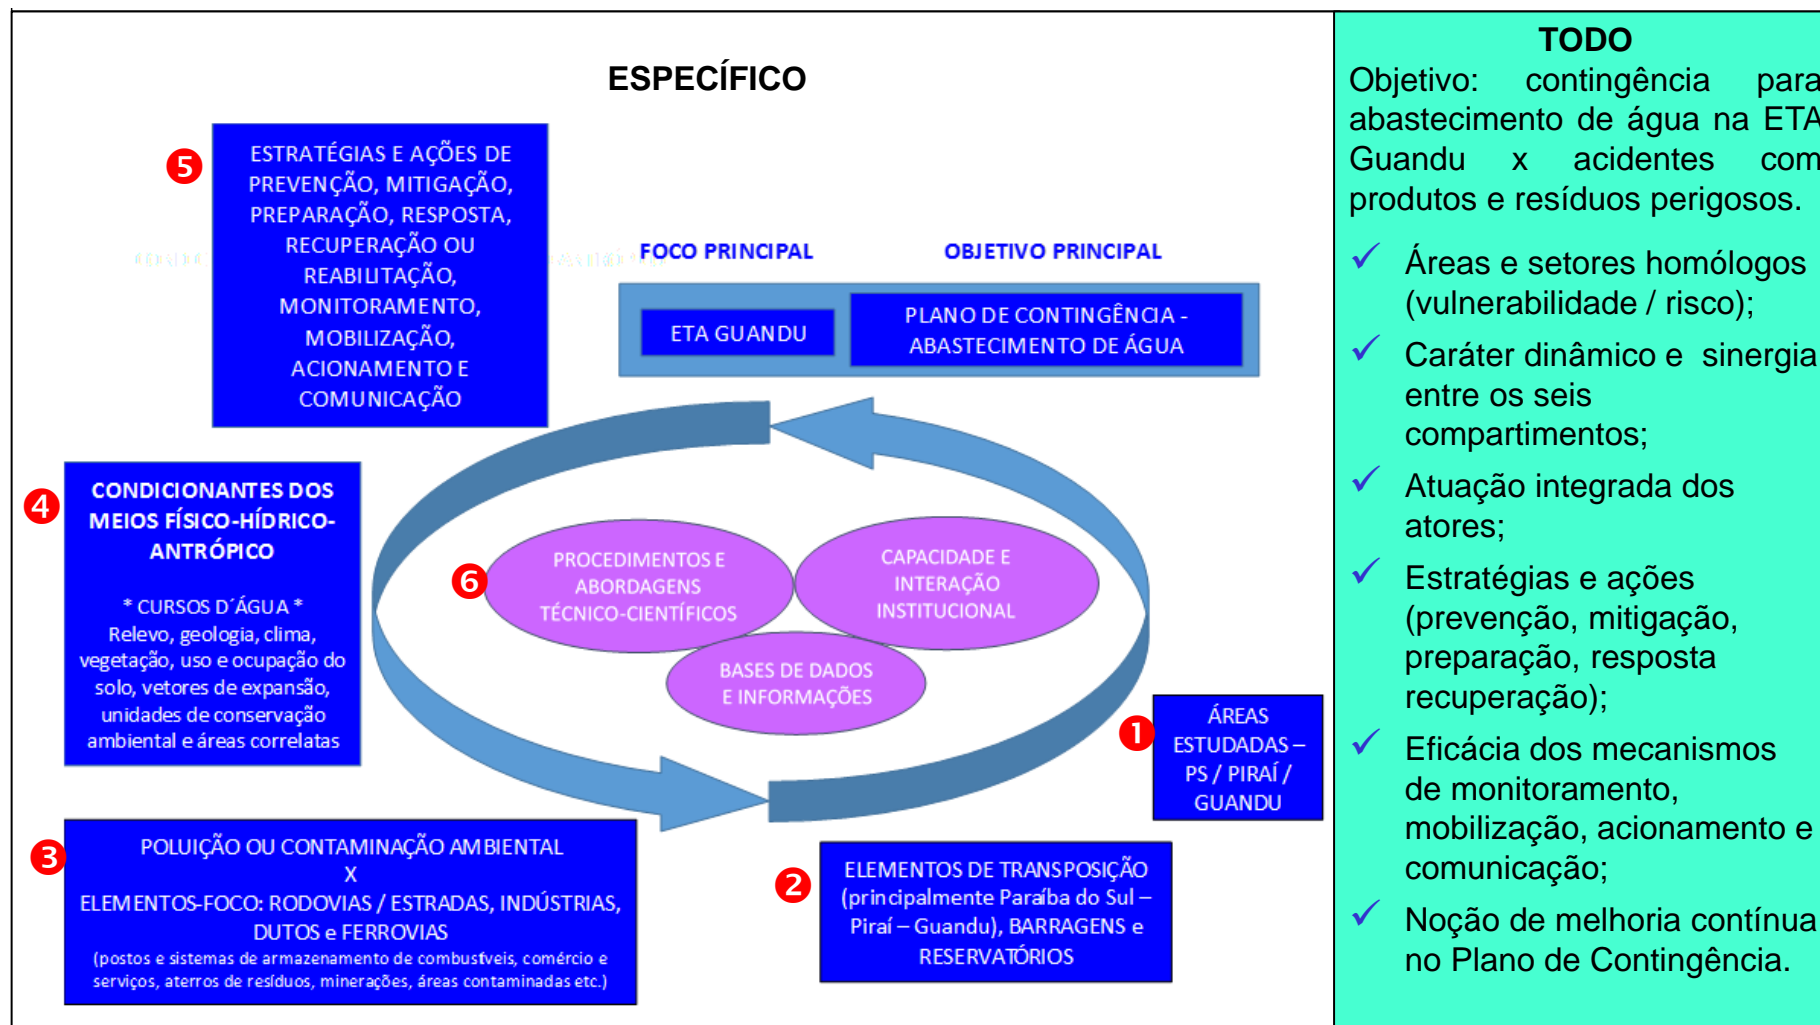 ESPECÍFICO
❺
ESTRATÉGIAS E AÇÕES DE
PREVENÇÃO, MITIGAÇÃO,
PREPARAÇÃO, RESPOSTA,
RECUPERAÇÃO OU
REABILITAÇÃO,
MONITORAMENTO,
MOBILIZAÇÃO,
ACIONAMENTO E
COMUNICAÇÃO
FOCO PRINCIPAL
OBJETIVO PRINCIPAL
ETA GUANDU
PLANO DE CONTINGÊNCIA -
ABASTECIMENTO DE ÁGUA
❹
CONDICIONANTES DOS
MEIOS FÍSICO-HÍDRICO-
ANTRÓPICO
* CURSOS D´ÁGUA *
Relevo, geologia, clima,
vegetação, uso e ocupação do
solo, vetores de expansão,
unidades de conservação
ambiental e áreas correlatas
❻
PROCEDIMENTOS E
ABORDAGENS
TÉCNICO-CIENTÍFICOS
CAPACIDADE E
INTERAÇÃO
INSTITUCIONAL
BASES DE DADOS
E INFORMAÇÕES
❶
ÁREAS
ESTUDADAS –
PS / PIRAÍ /
GUANDU
❸
POLUIÇÃO OU CONTAMINAÇÃO AMBIENTAL
X
ELEMENTOS-FOCO: RODOVIAS / ESTRADAS, INDÚSTRIAS,
DUTOS e FERROVIAS
(postos e sistemas de armazenamento de combustíveis, comércio e
serviços, aterros de resíduos, minerações, áreas contaminadas etc.)
❷
ELEMENTOS DE TRANSPOSIÇÃO
(principalmente Paraíba do Sul –
Piraí – Guandu), BARRAGENS e
RESERVATÓRIOS
TODO
Objetivo: contingência para
abastecimento de água na ETA
Guandu x acidentes com
produtos e resíduos perigosos.
✓ Áreas e setores homólogos
(vulnerabilidade / risco);
✓ Caráter dinâmico e sinergia
entre os seis
compartimentos;
✓ Atuação integrada dos
atores;
✓ Estratégias e ações
(prevenção, mitigação,
preparação, resposta
recuperação);
✓ Eficácia dos mecanismos
de monitoramento,
mobilização, acionamento e
comunicação;
✓ Noção de melhoria contínua
no Plano de Contingência.